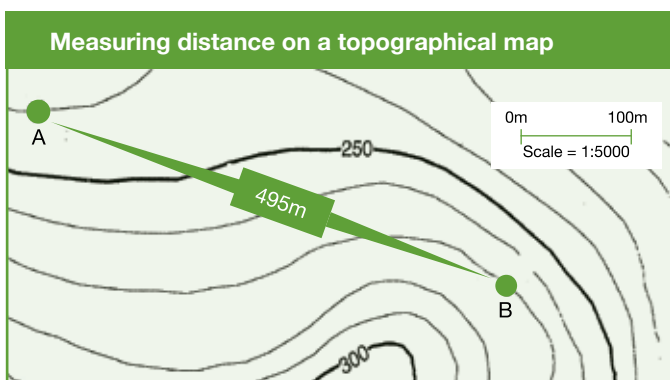 Measuring distance on a topographical map
0m 100m
Scale = 1:5000
A
250
495m
B
300